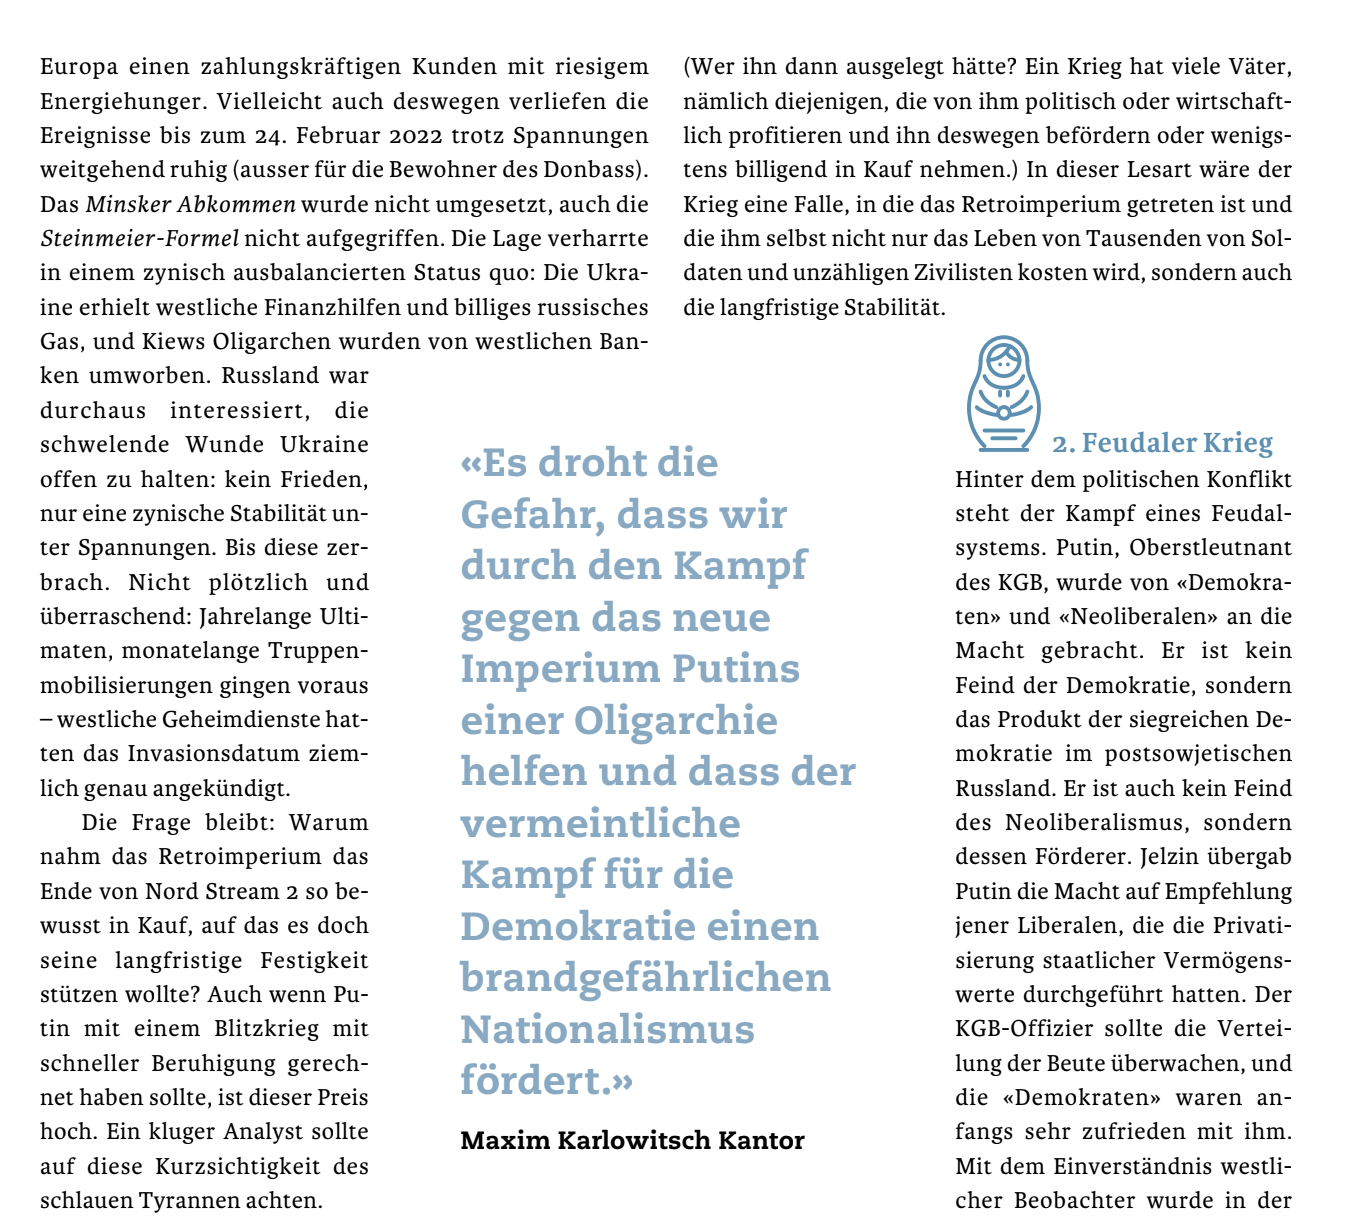 Europa einen zahlungskräftigen Kunden mit riesigem
Energiehunger. Vielleicht auch deswegen verliefen die
Ereignisse bis zum 24. Februar 2022 trotz Spannungen
weitgehend ruhig (ausser für die Bewohner des Donbass).
Das Minsker Abkommen wurde nicht umgesetzt, auch die
Steinmeier-Formel nicht aufgegriffen. Die Lage verharrte
in einem zynisch ausbalancierten Status quo: Die Ukra-
ine erhielt westliche Finanzhilfen und billiges russisches
Gas, und Kiews Oligarchen wurden von westlichen Ban-
ken umworben. Russland war
durchaus interessiert, die
schwelende Wunde Ukraine
offen zu halten: kein Frieden,
nur eine zynische Stabilität un-
ter Spannungen. Bis diese zer-
brach. Nicht plötzlich und
überraschend: Jahrelange Ulti-
maten, monatelange Truppen-
mobilisierungen gingen voraus
– westliche Geheimdienste hat-
ten das Invasionsdatum ziem-
lich genau angekündigt.
Die Frage bleibt: Warum
nahm das Retroimperium das
Ende von Nord Stream 2 so be-
wusst in Kauf, auf das es doch
seine langfristige Festigkeit
stützen wollte? Auch wenn Pu-
tin mit einem Blitzkrieg mit
schneller Beruhigung gerech-
net haben sollte, ist dieser Preis
hoch. Ein kluger Analyst sollte
auf diese Kurzsichtigkeit des
schlauen Tyrannen achten.
(Wer ihn dann ausgelegt hätte? Ein Krieg hat viele Väter,
nämlich diejenigen, die von ihm politisch oder wirtschaft-
lich profitieren und ihn deswegen befördern oder wenigs-
tens billigend in Kauf nehmen.) In dieser Lesart wäre der
Krieg eine Falle, in die das Retroimperium getreten ist und
die ihm selbst nicht nur das Leben von Tausenden von Sol-
daten und unzähligen Zivilisten kosten wird, sondern auch
die langfristige Stabilität.
«Es droht die
Gefahr, dass wir
durch den Kampf
gegen das neue
Imperium Putins
einer Oligarchie
helfen und dass der
vermeintliche
Kampf für die
Demokratie einen
brandgefährlichen
Nationalismus
fördert.»
Maxim Karlowitsch Kantor
2. Feudaler Krieg
Hinter dem politischen Konflikt
steht der Kampf eines Feudal-
systems. Putin, Oberstleutnant
des KGB, wurde von «Demokra-
ten» und «Neoliberalen» an die
Macht gebracht. Er ist kein
Feind der Demokratie, sondern
das Produkt der siegreichen De-
mokratie im postsowjetischen
Russland. Er ist auch kein Feind
des Neoliberalismus, sondern
dessen Förderer. Jelzin übergab
Putin die Macht auf Empfehlung
jener Liberalen, die die Privati-
sierung staatlicher Vermögens-
werte durchgeführt hatten. Der
KGB-Offizier sollte die Vertei-
lung der Beute überwachen, und
die «Demokraten» waren an-
fangs sehr zufrieden mit ihm.
Mit dem Einverständnis westli-
cher Beobachter wurde in der